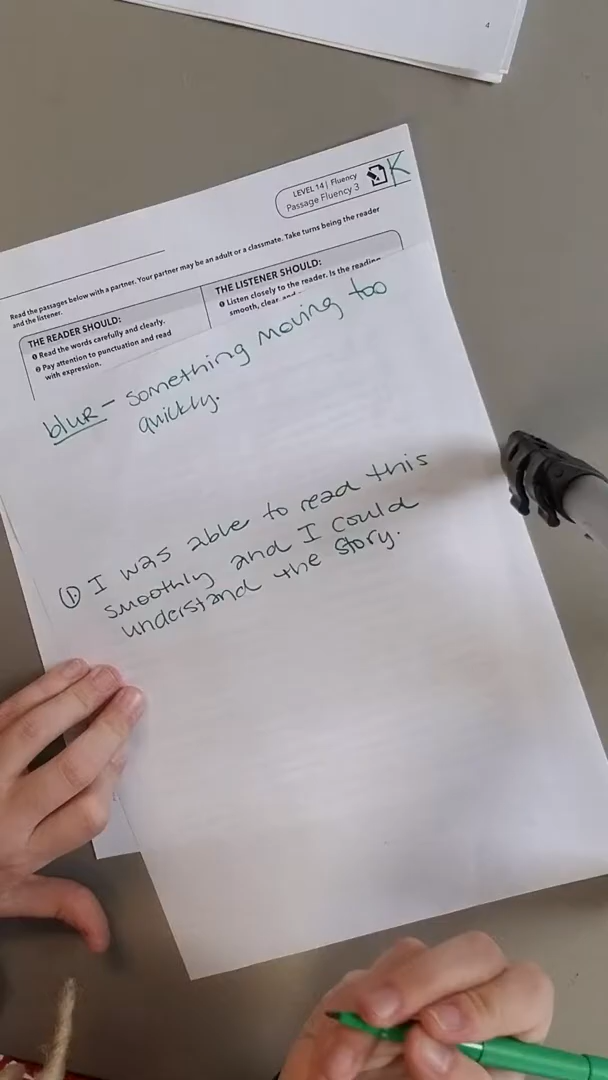 4
LEVEL 14 | Fluency
Passage Fluency 3
K
Read the passages below with a partner. Your partner may be an adult or a classmate. Take turns being the reader
and the listener.
THE READER SHOULD:
❶ Read the words carefully and clearly.
❷ Pay attention to punctuation and read
with expression.
THE LISTENER SHOULD:
❶ Listen closely to the reader. Is the reading
smooth, clear, and
blur - something moving too
quickly.
① I was able to read this
smoothly and I could
understand the story.